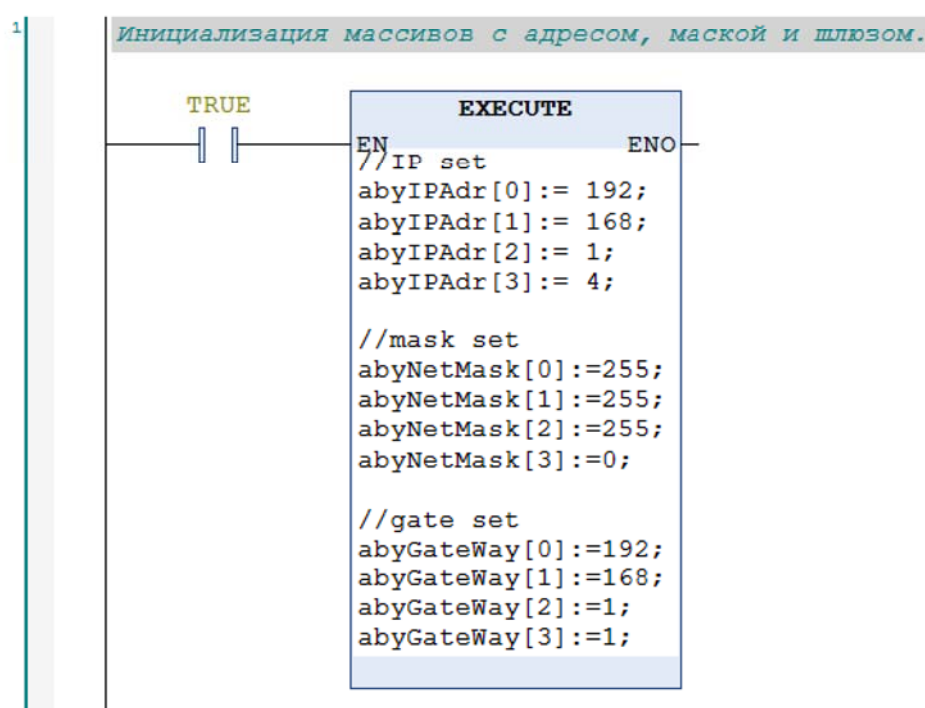 1
Инициализация массивов с адресом, маской и шлюзом.
TRUE
EXECUTE
EN ENO
//IP set
abyIPAdr[0]:= 192;
abyIPAdr[1]:= 168;
abyIPAdr[2]:= 1;
abyIPAdr[3]:= 4;
//mask set
abyNetMask[0]:=255;
abyNetMask[1]:=255;
abyNetMask[2]:=255;
abyNetMask[3]:=0;
//gate set
abyGateWay[0]:=192;
abyGateWay[1]:=168;
abyGateWay[2]:=1;
abyGateWay[3]:=1;